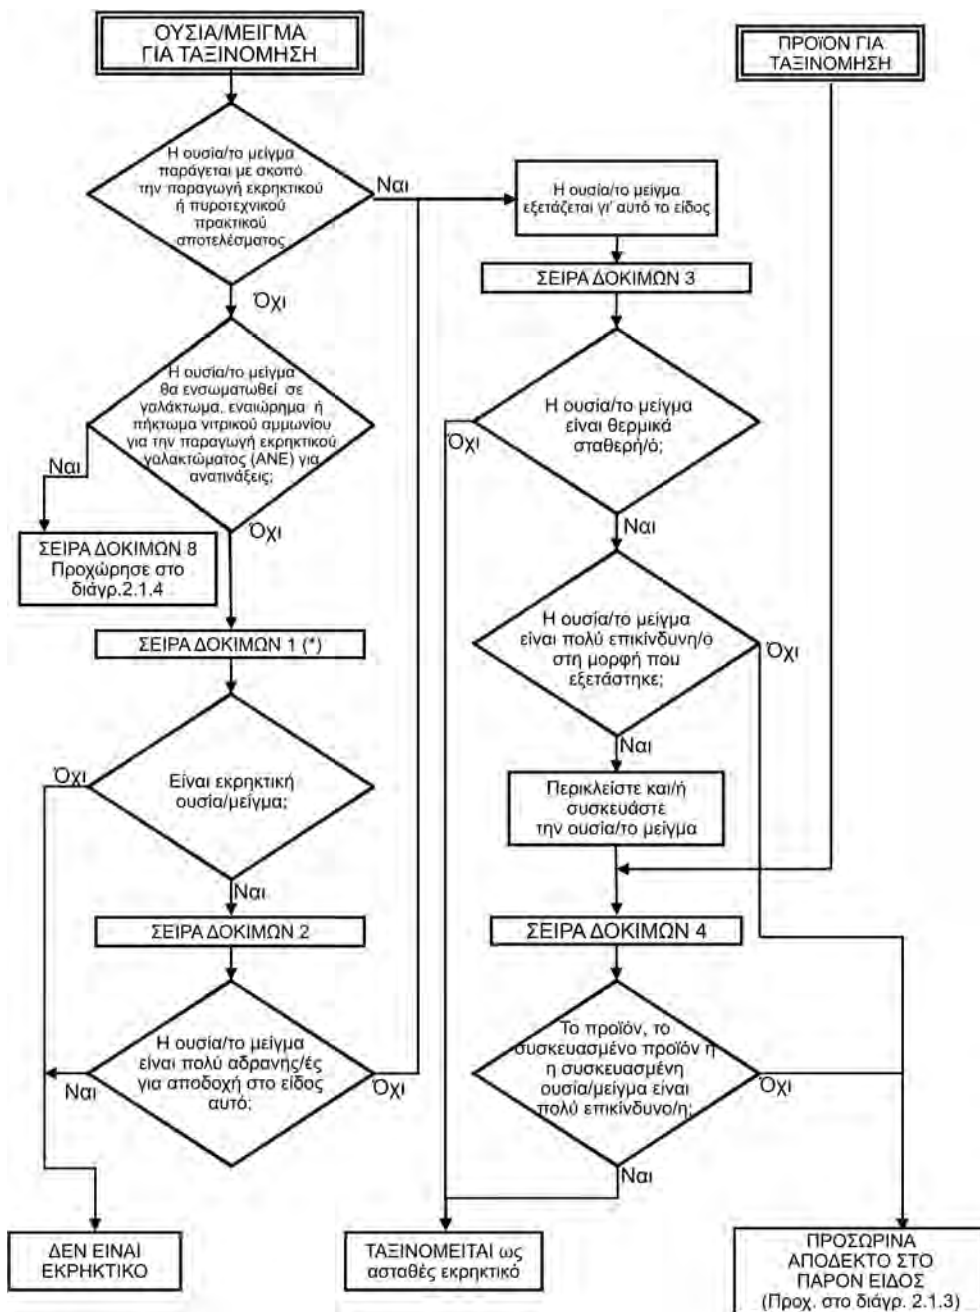 ΟΥΣΙΑ/ΜΕΙΓΜΑ
ΓΙΑ ΤΑΞΙΝΟΜΗΣΗ
ΠΡΟϊΟΝ ΓΙΑ
ΤΑΞΙΝΟΜΗΣΗ
Η ουσία/το μείγμα
παράγεται με σκοπό
την παραγωγή εκρηκτικού
ή πυροτεχνικού
πρακτικού
αποτελέσματος
Ναι
Όχι
Η ουσία/το μείγμα
εξετάζεται γι' αυτό το είδος
ΣΕΙΡΑ ΔΟΚΙΜΩΝ 3
Η ουσία/το μείγμα
θα ενσωματωθεί σε
γαλάκτωμα, εναιώρημα ή
πήκτωμα νιτρικού αμμωνίου
για την παραγωγή εκρηκτικού
γαλακτώματος (ΑΝΕ) για
ανατινάξεις;
Ναι
Όχι
Η ουσία/το μείγμα
είναι θερμικά
σταθερή/ό;
Όχι
Ναι
ΣΕΙΡΑ ΔΟΚΙΜΩΝ 8
Προχώρησε στο
διάγρ.2.1.4
ΣΕΙΡΑ ΔΟΚΙΜΩΝ 1 (*)
Η ουσία/το μείγμα
είναι πολύ επικίνδυνη/ο
στη μορφή που
εξετάστηκε;
Όχι
Ναι
Είναι εκρηκτική
ουσία/μείγμα;
Όχι
Ναι
Περικλείστε και/ή
συσκευάστε
την ουσία/το μείγμα
ΣΕΙΡΑ ΔΟΚΙΜΩΝ 2
ΣΕΙΡΑ ΔΟΚΙΜΩΝ 4
Η ουσία/το μείγμα
είναι πολύ αδρανής/ές
για αποδοχή στο είδος
αυτό;
Ναι
Όχι
Το προϊόν, το
συσκευασμένο προϊόν η
η συσκευασμένη
ουσία/μείγμα είναι
πολύ επικίνδυνο/η;
Όχι
Ναι
ΔΕΝ ΕΙΝΑΙ
ΕΚΡΗΚΤΙΚΟ
ΤΑΞΙΝΟΜΕΙΤΑΙ ως
ασταθές εκρηκτικό
ΠΡΟΣΩΡΙΝΑ
ΑΠΟΔΕΚΤΟ ΣΤΟ
ΠΑΡΟΝ ΕΙΔΟΣ
(Προχ. στο διάγρ. 2.1.3)